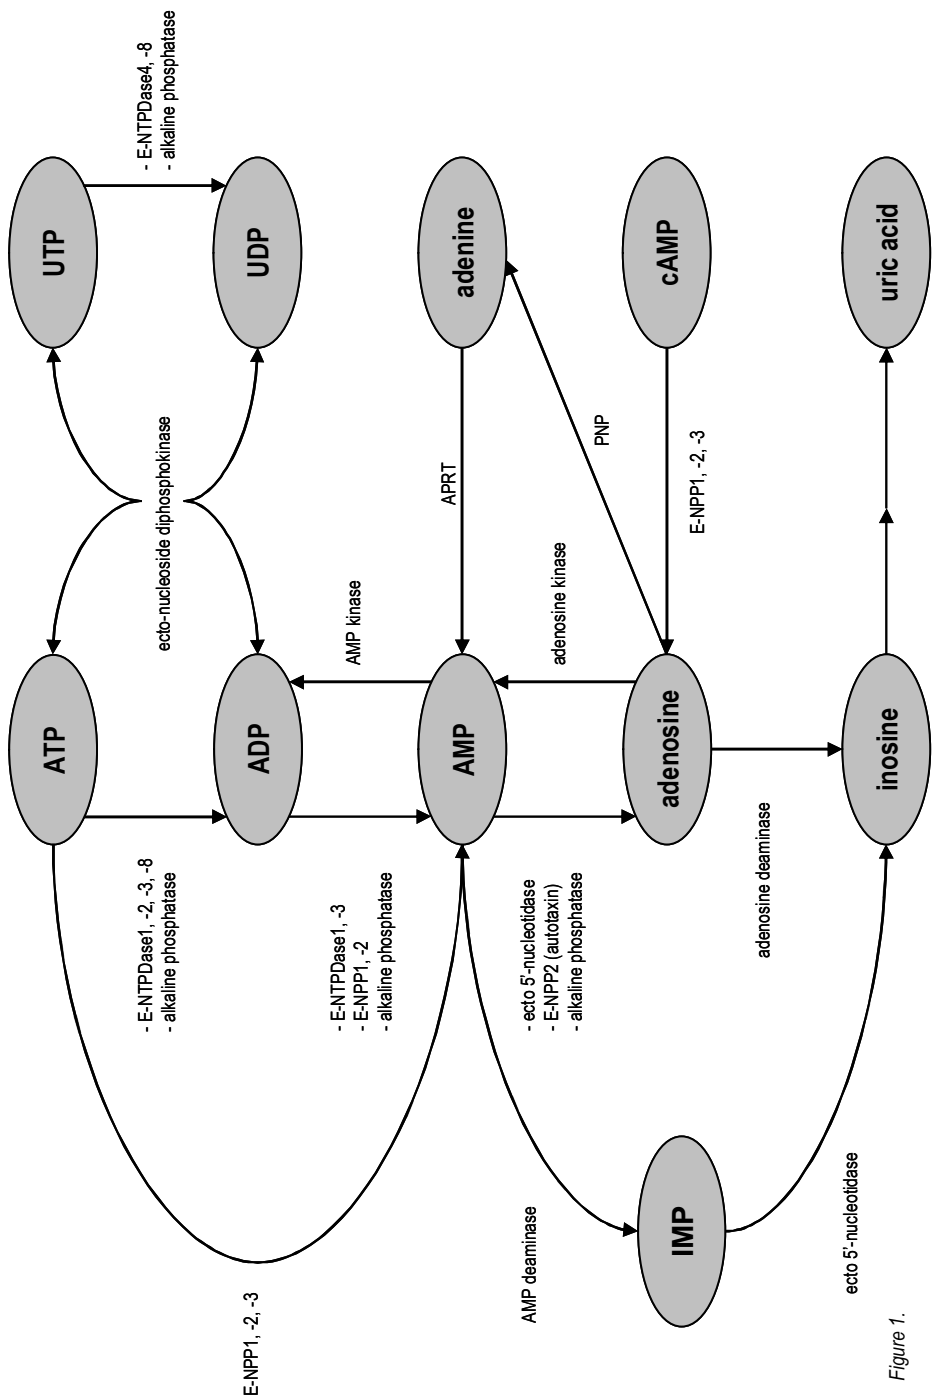 ATP
UTP
- E-NTPDase1, -2, -3, -8
- alkaline phosphatase
ecto-nucleoside diphosphokinase
- E-NTPDase4, -8
- alkaline phosphatase
E-NPP1, -2, -3
ADP
UDP
- E-NTPDase1, -3
- E-NPP1, -2
- alkaline phosphatase
AMP kinase
APRT
AMP
adenine
AMP deaminase
- ecto 5'-nucleotidase
- E-NPP2 (autotaxin)
- alkaline phosphatase
adenosine kinase
PNP
IMP
adenosine
cAMP
E-NPP1, -2, -3
adenosine deaminase
ecto 5'-nucleotidase
inosine
uric acid
Figure 1.